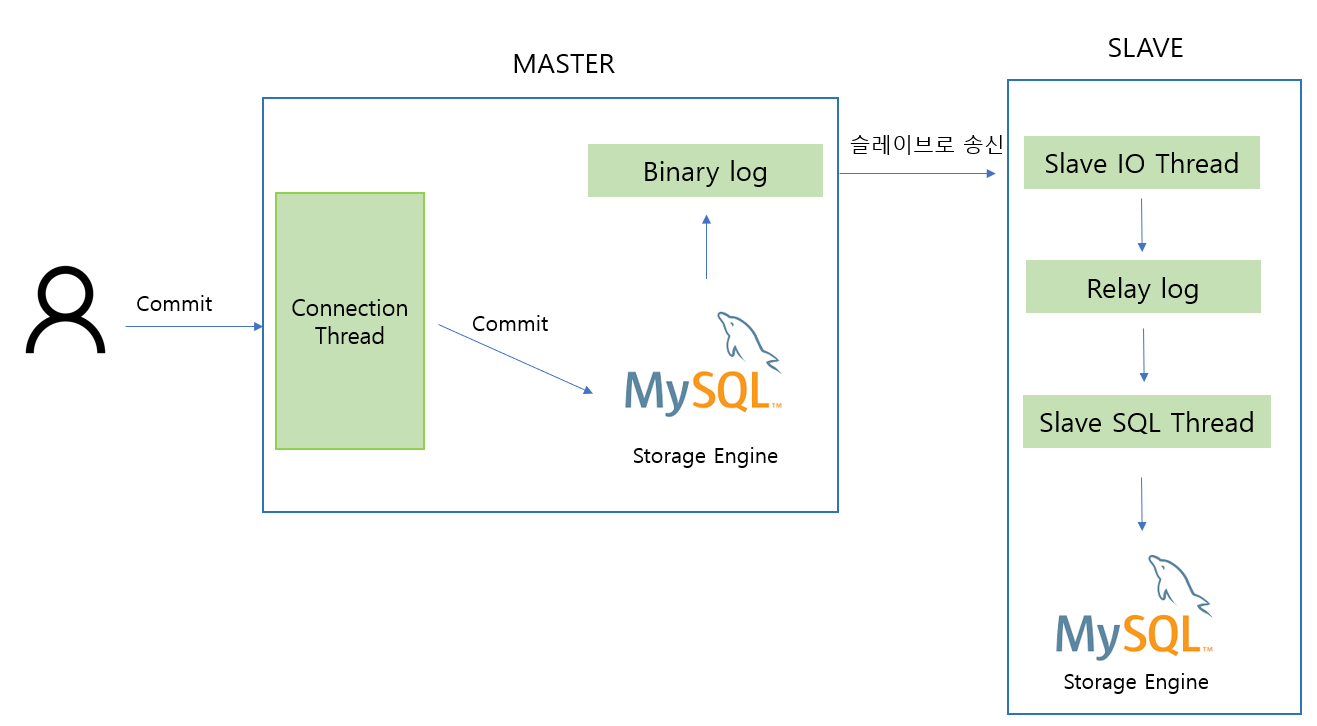 MASTER
SLAVE
Commit
Connection
Thread
Commit
Binary log
MySQL™
Storage Engine
슬레이브로 송신
Slave IO Thread
Relay log
Slave SQL Thread
MySQL™
Storage Engine